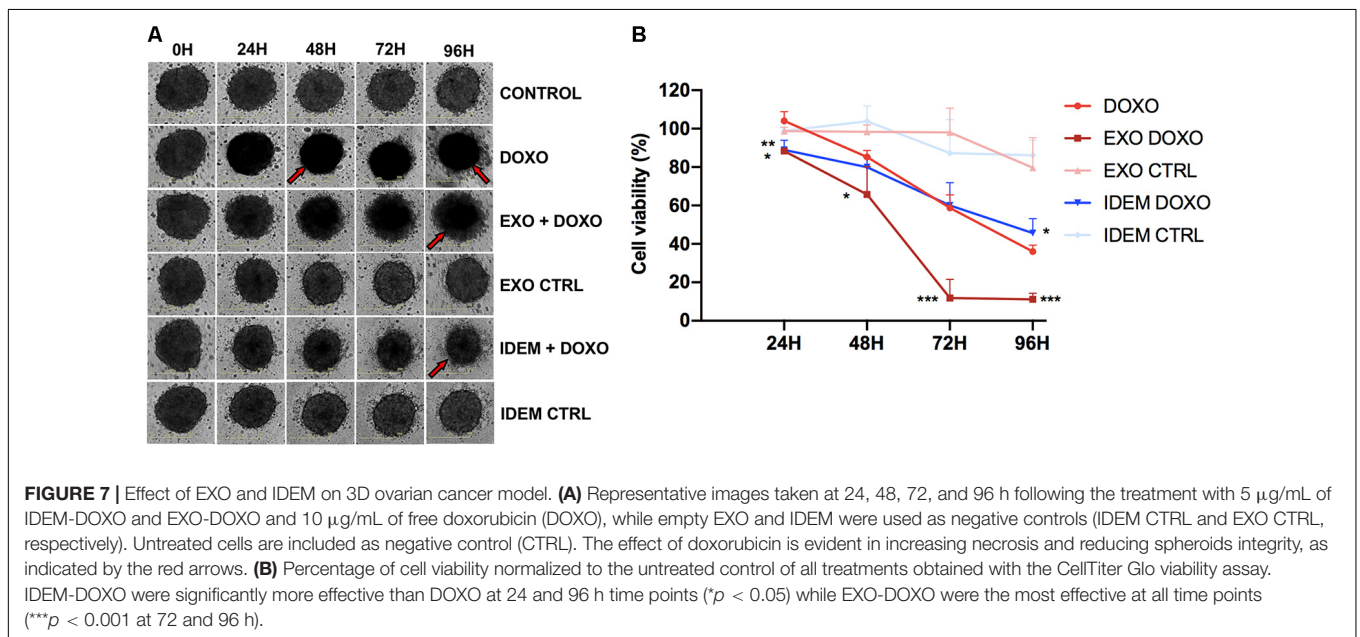 A
0H 24H 48H 72H 96H
CONTROL
DOXO
EXO + DOXO
EXO CTRL
IDEM + DOXO
IDEM CTRL
B
Cell viability (%)
120
100
80
60
40
20
0
24H 48H 72H 96H
**
*
*
***
***
*
DOXO
EXO DOXO
EXO CTRL
IDEM DOXO
IDEM CTRL
FIGURE 7 | Effect of EXO and IDEM on 3D ovarian cancer model. (A) Representative images taken at 24, 48, 72, and 96 h following the treatment with 5 μg/mL of
IDEM-DOXO and EXO-DOXO and 10 μg/mL of free doxorubicin (DOXO), while empty EXO and IDEM were used as negative controls (IDEM CTRL and EXO CTRL,
respectively). Untreated cells are included as negative control (CTRL). The effect of doxorubicin is evident in increasing necrosis and reducing spheroids integrity, as
indicated by the red arrows. (B) Percentage of cell viability normalized to the untreated control of all treatments obtained with the CellTiter Glo viability assay.
IDEM-DOXO were significantly more effective than DOXO at 24 and 96 h time points (*p < 0.05) while EXO-DOXO were the most effective at all time points
(***p < 0.001 at 72 and 96 h).